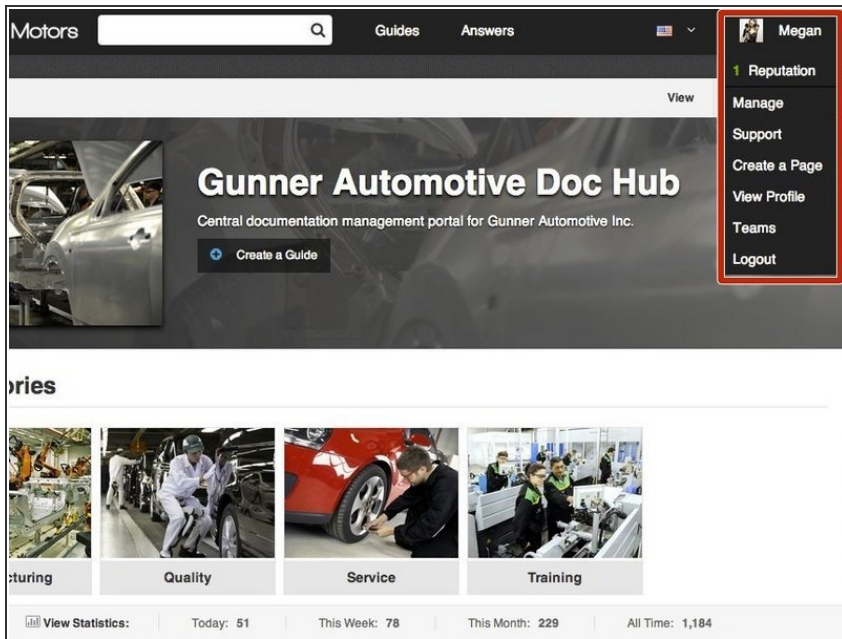 Motors
Guides
Answers
Megan
1 Reputation
Manage
Support
Create a Page
View Profile
Teams
Logout
View
Gunner Automotive Doc Hub
Central documentation management portal for Gunner Automotive Inc.
Create a Guide
ories
cturing
Quality
Service
Training
View Statistics:
Today: 51
This Week: 78
This Month: 229
All Time: 1,184